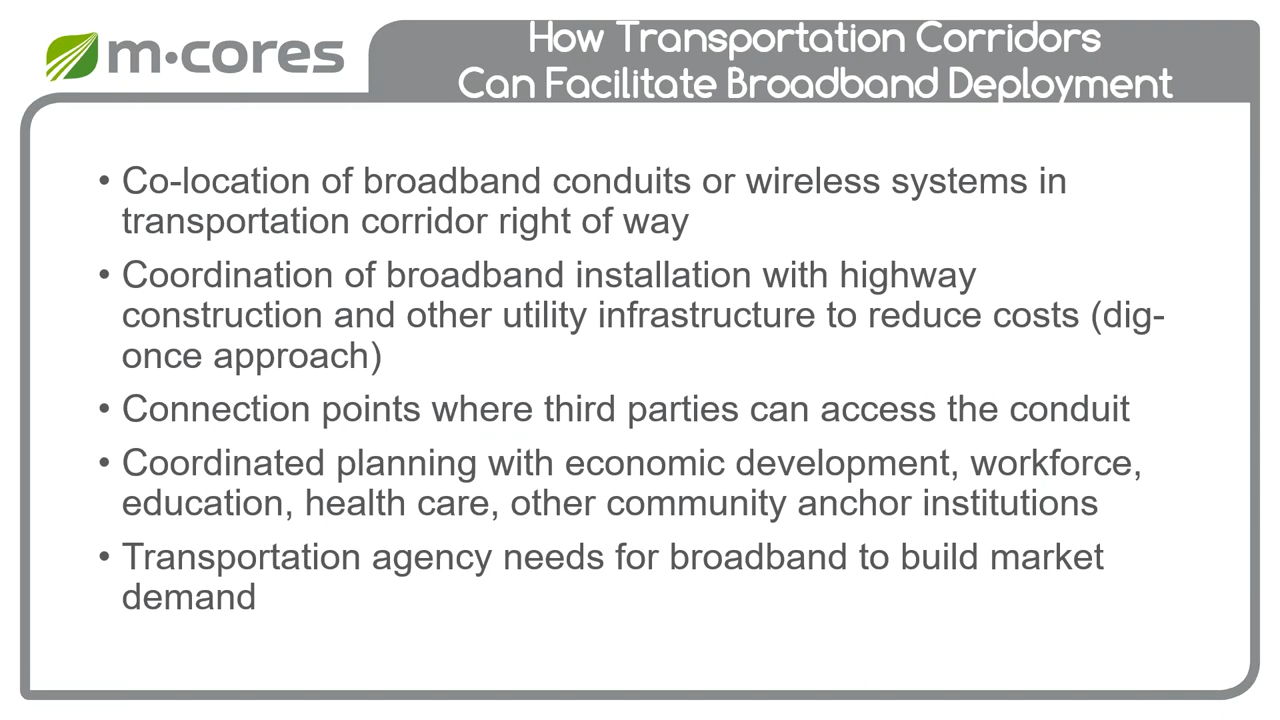 m•cores
How Transportation Corridors
Can Facilitate Broadband Deployment
• Co-location of broadband conduits or wireless systems in
transportation corridor right of way
• Coordination of broadband installation with highway
construction and other utility infrastructure to reduce costs (dig-
once approach)
• Connection points where third parties can access the conduit
• Coordinated planning with economic development, workforce,
education, health care, other community anchor institutions
• Transportation agency needs for broadband to build market
demand